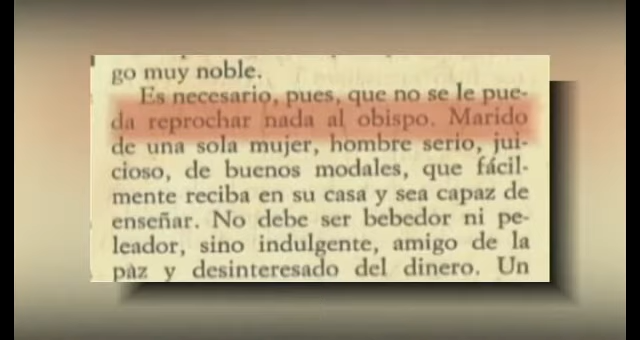 go muy noble.
Es necesario, pues, que no se le pue-
da reprochar nada al obispo. Marido
de una sola mujer, hombre serio, jui-
cioso, de buenos modales, que fácil-
mente reciba en su casa y sea capaz de
enseñar. No debe ser bebedor ni pe-
leador, sino indulgente, amigo de la
paz y desinteresado del dinero. Un